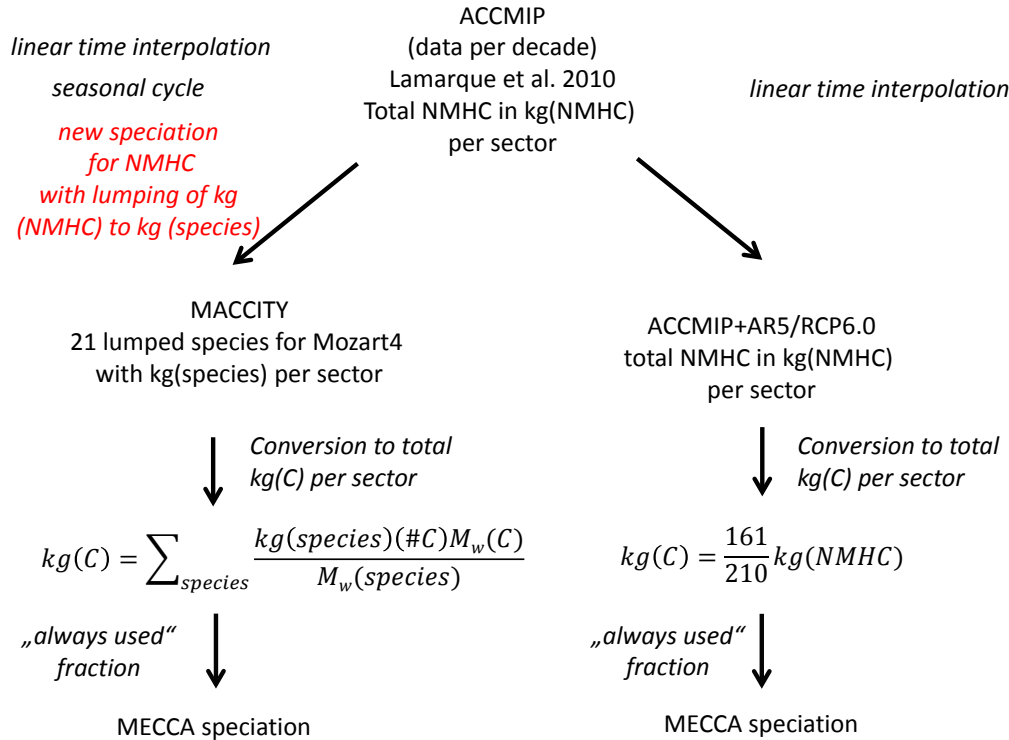 ACCMIP
(data per decade)
Lamarque et al. 2010
Total NMHC in kg(NMHC)
per sector
linear time interpolation
seasonal cycle
new speciation
for NMHC
with lumping of kg
(NMHC) to kg (species)
linear time interpolation
MACCITY
21 lumped species for Mozart4
with kg(species) per sector
Conversion to total
kg(C) per sector
kg(C) = ∑_{species} \frac{kg(species)(#C)M_w(C)}{M_w(species)}
„always used“
fraction
MECCA speciation
ACCMIP+AR5/RCP6.0
total NMHC in kg(NMHC)
per sector
Conversion to total
kg(C) per sector
kg(C) = \frac{161}{210} kg(NMHC)
„always used“
fraction
MECCA speciation